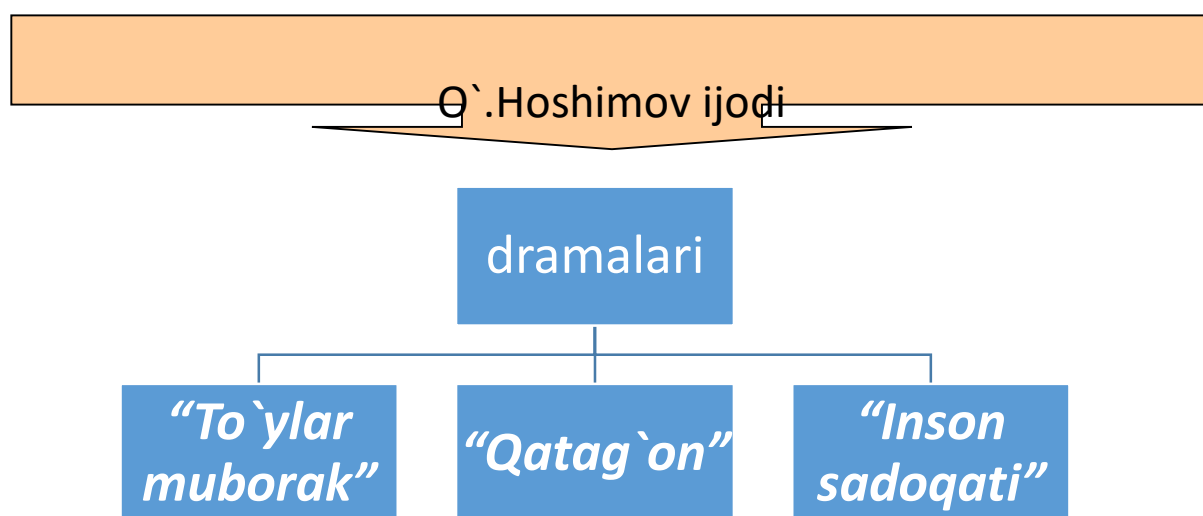 O`.Hoshimov ijodi
dramalari
“To`ylar
muborak”
“Qatag`on”
“Inson
sadoqati”